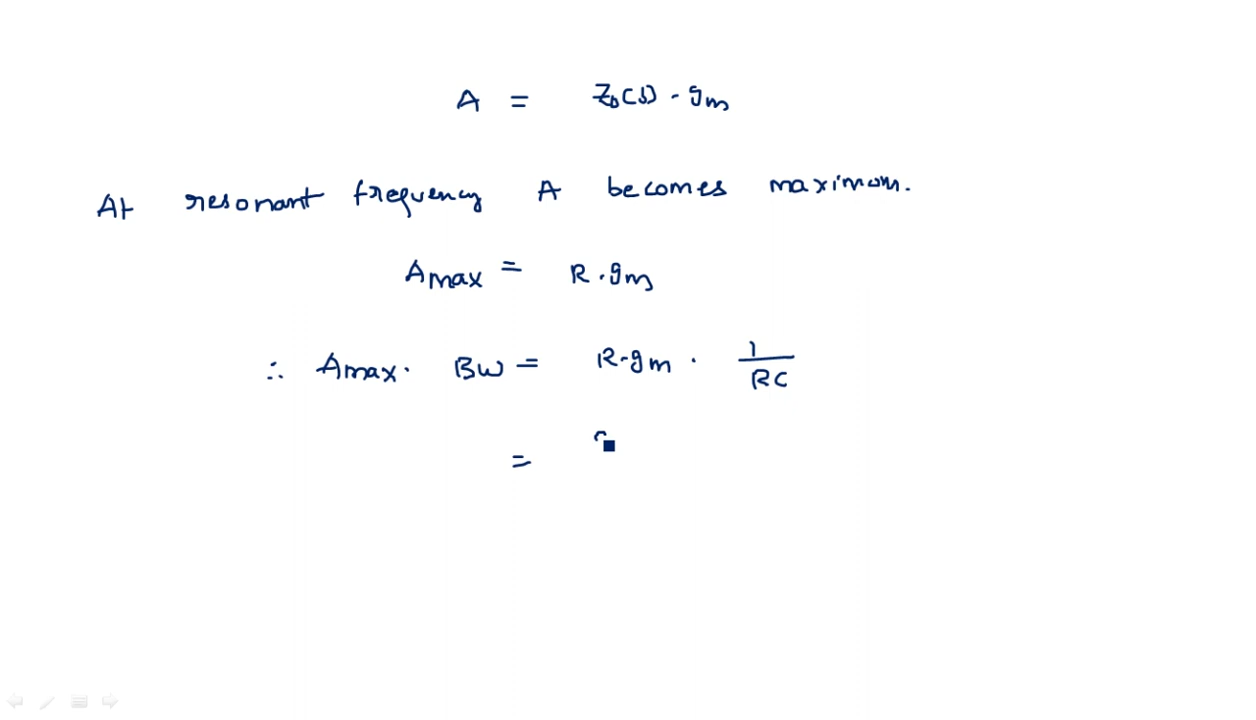 A = Z₀(s) · gm
At resonant frequency A becomes maximum.
Amax = R · gm
∴ Amax · BW = R · gm · 1/RC
=